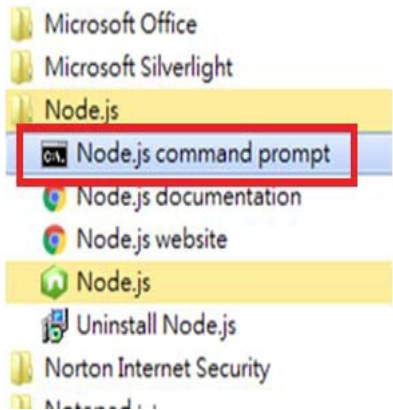 Microsoft Office
Microsoft Silverlight
Node.js
Node.js command prompt
Node.js documentation
Node.js website
Node.js
Uninstall Node.js
Norton Internet Security